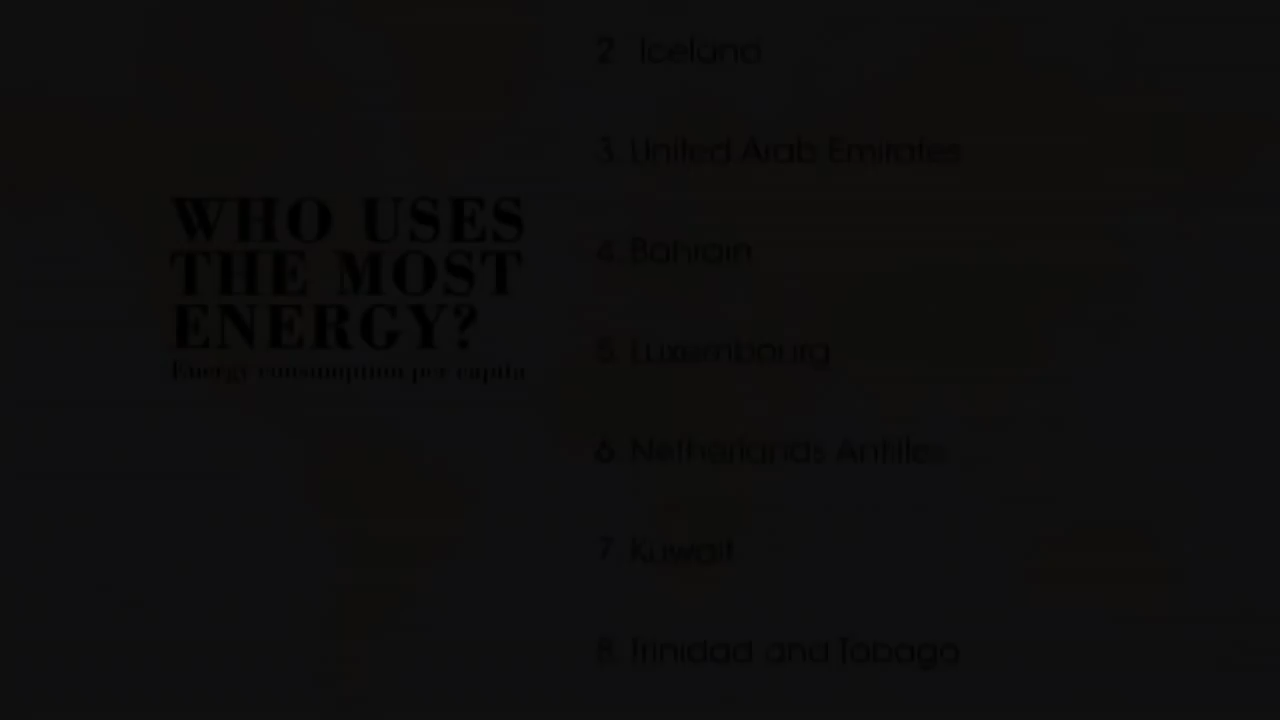 WHO USES
THE MOST
ENERGY?
Energy consumption per capita
2 Iceland
3. United Arab Emirates
4. Bahrain
5. Luxembourg
6. Netherlands Antilles
7. Kuwait
8. Trinidad and Tobago